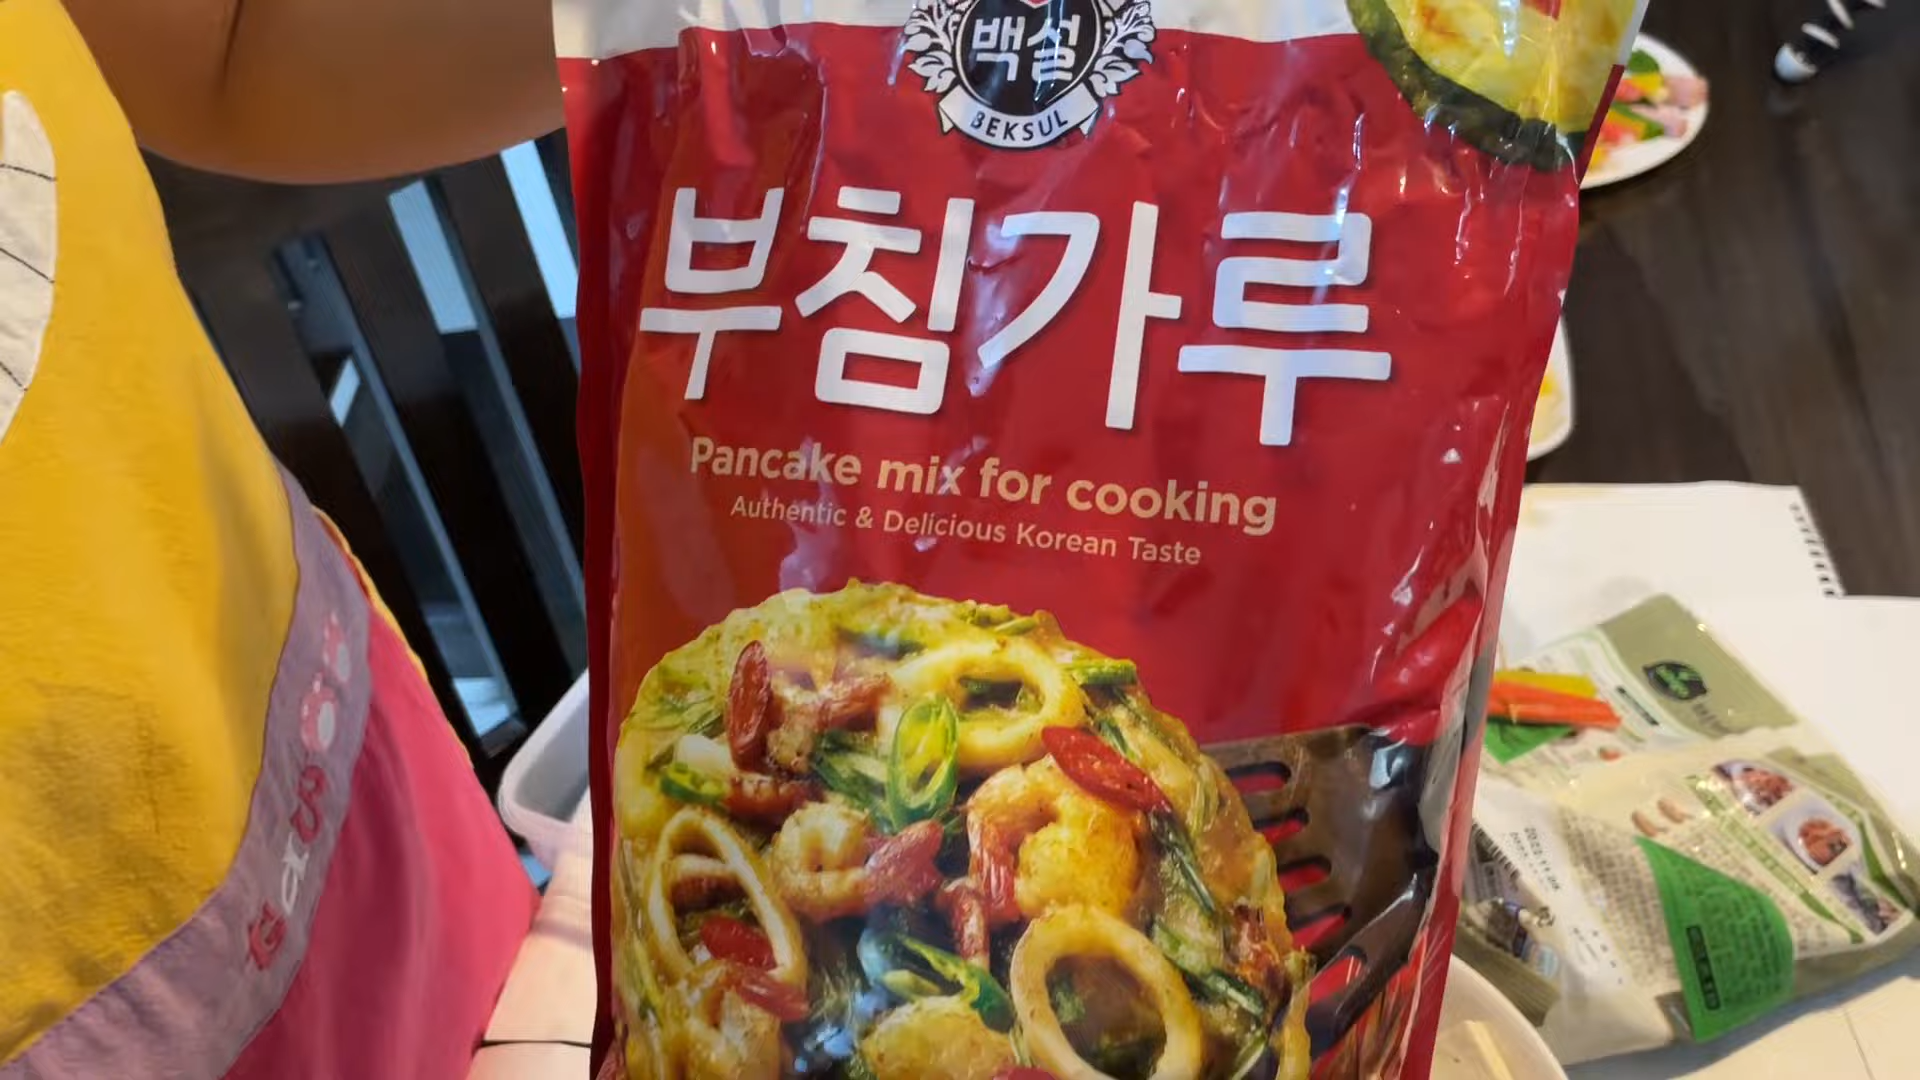 백설
BEKSUL
부침가루
Pancake mix for cooking
Authentic & Delicious Korean Taste